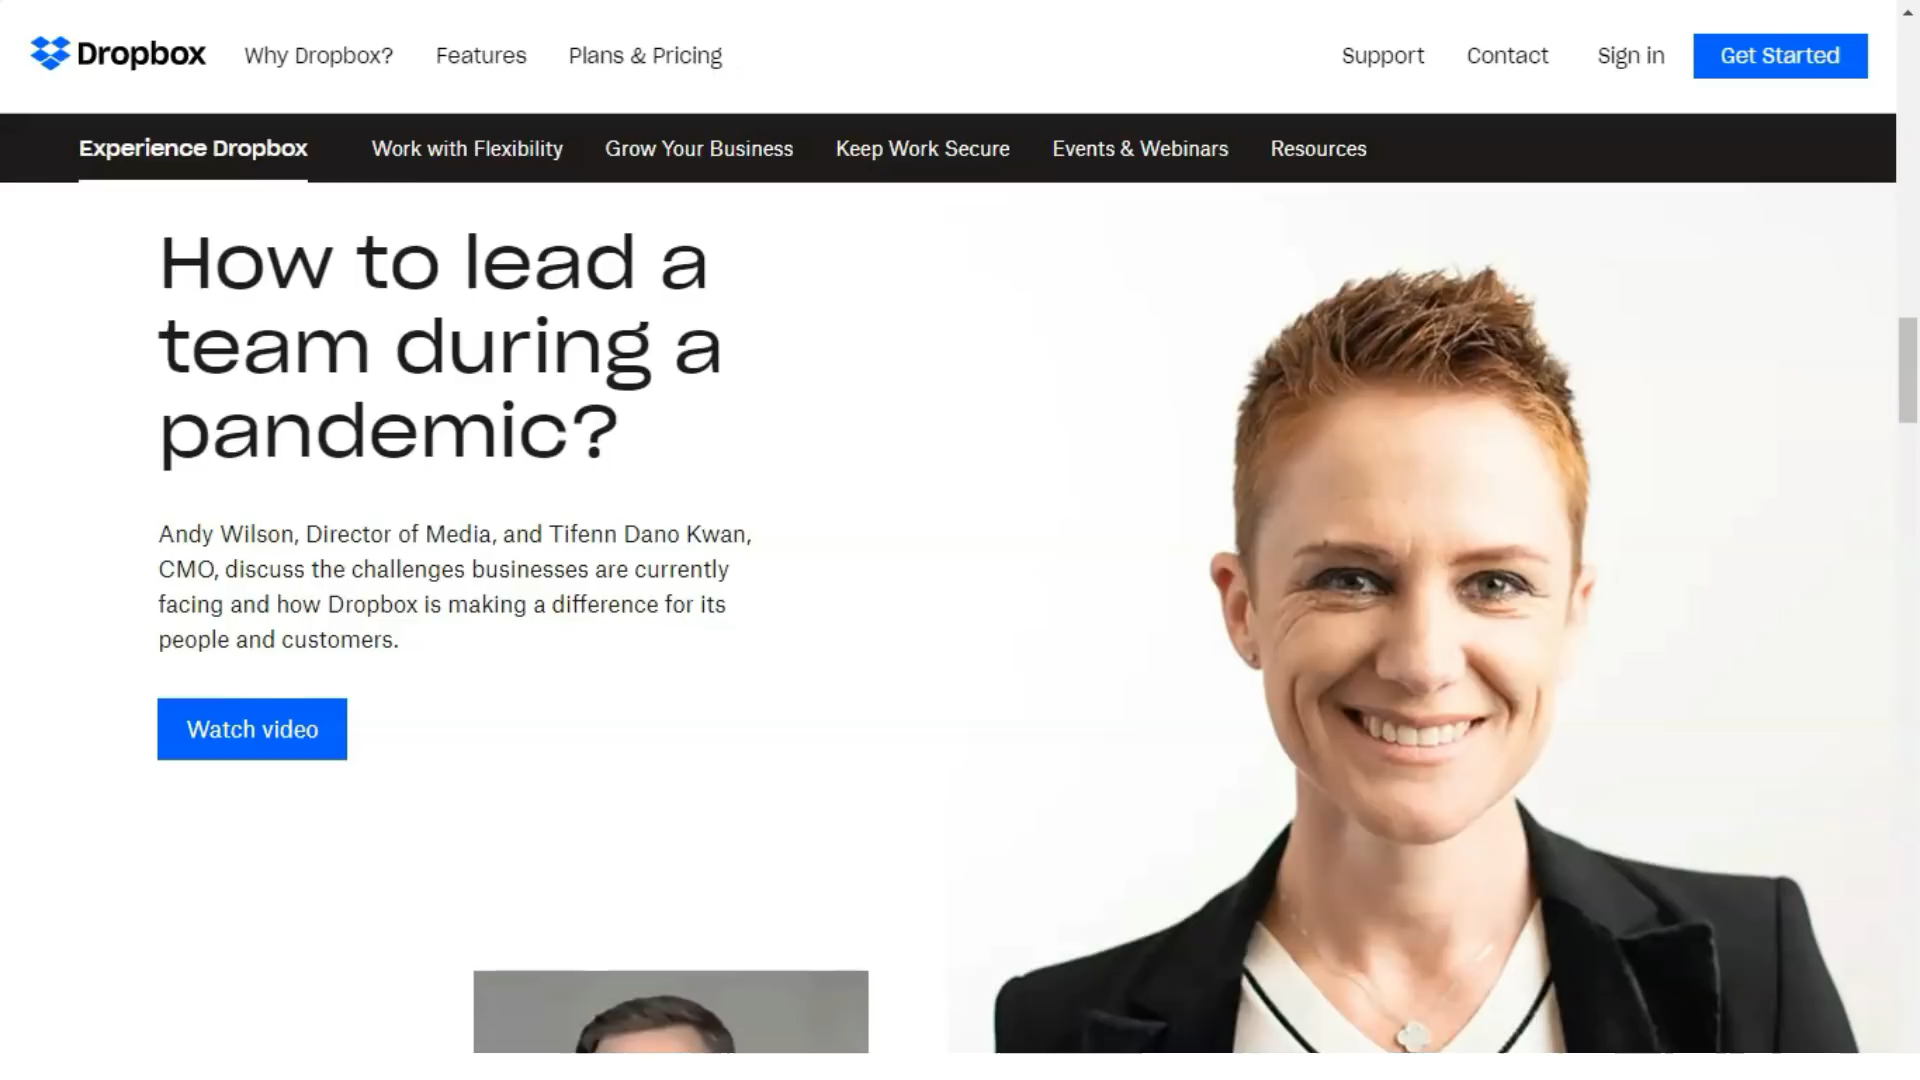 Dropbox Why Dropbox? Features Plans & Pricing Support Contact Sign in Get Started
Experience Dropbox Work with Flexibility Grow Your Business Keep Work Secure Events & Webinars Resources
How to lead a
team during a
pandemic?
Andy Wilson, Director of Media, and Tifenn Dano Kwan,
CMO, discuss the challenges businesses are currently
facing and how Dropbox is making a difference for its
people and customers.
Watch video